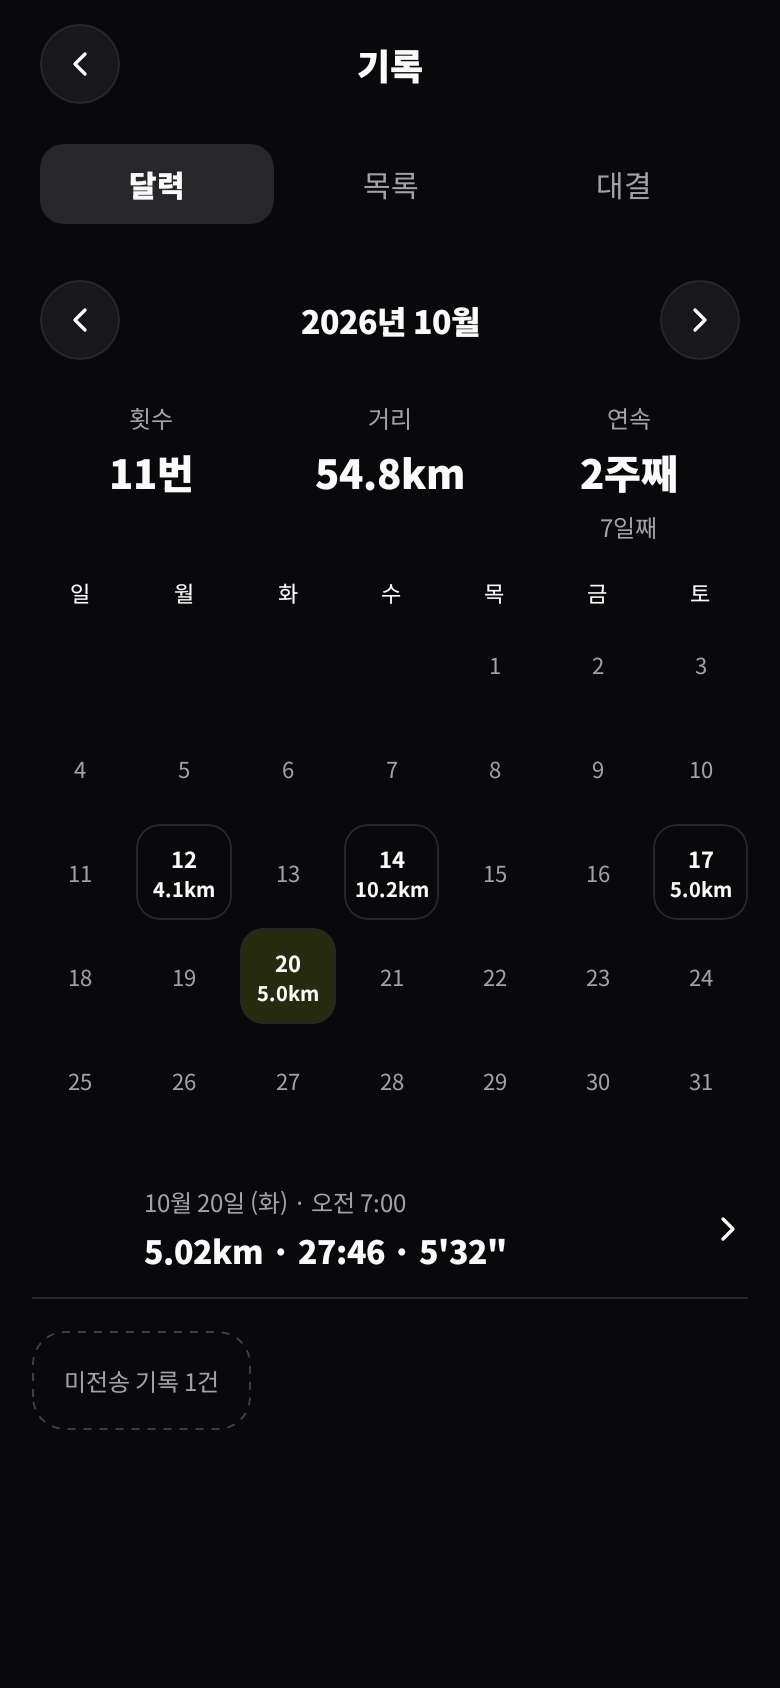 기록
달력 목록 대결
2026년 10월
횟수 거리 연속
11번 54.8km 2주째
7일째
일 월 화 수 목 금 토
1 2 3
4 5 6 7 8 9 10
11 12 13 14 15 16 17
4.1km 10.2km 5.0km
18 19 20 21 22 23 24
5.0km
25 26 27 28 29 30 31
10월 20일 (화) · 오전 7:00
5.02km · 27:46 · 5'32"
미전송 기록 1건